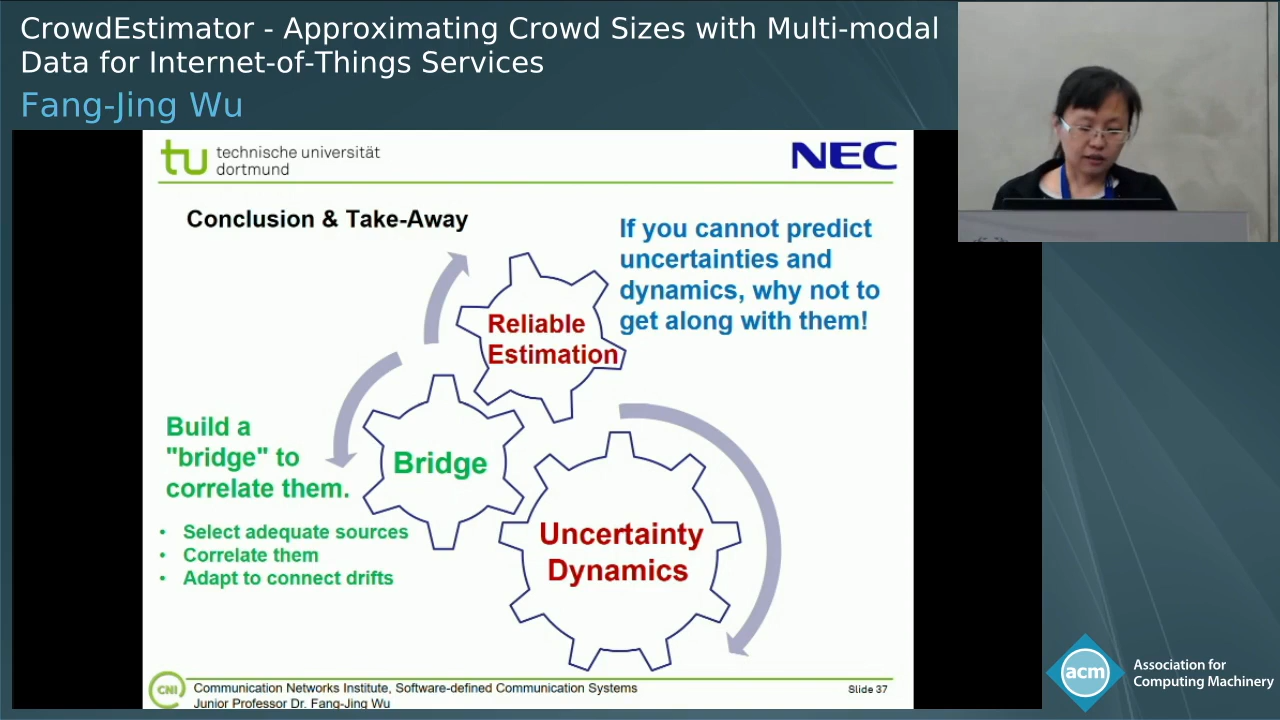 CrowdEstimator - Approximating Crowd Sizes with Multi-modal
Data for Internet-of-Things Services
Fang-Jing Wu
tu technische universität
dortmund
NEC
Conclusion & Take-Away
If you cannot predict
uncertainties and
dynamics, why not to
get along with them!
Reliable
Estimation
Build a
"bridge" to
correlate them.
Bridge
• Select adequate sources
• Correlate them
• Adapt to connect drifts
Uncertainty
Dynamics
CNI
Communication Networks Institute, Software-defined Communication Systems
Junior Professor Dr. Fang-Jing Wu
Slide 37
acm
Association for
Computing Machinery